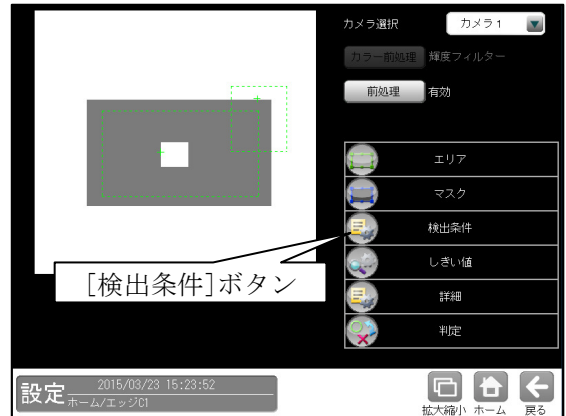 カメラ選択 カメラ1
カラー前処理 輝度フィルター
前処理 有効
エリア
マスク
検出条件
しきい値
詳細
判定
[検出条件]ボタン
設定 2015/03/23 15:23:52
ホーム/エッジC1
拡大縮小 ホーム 戻る